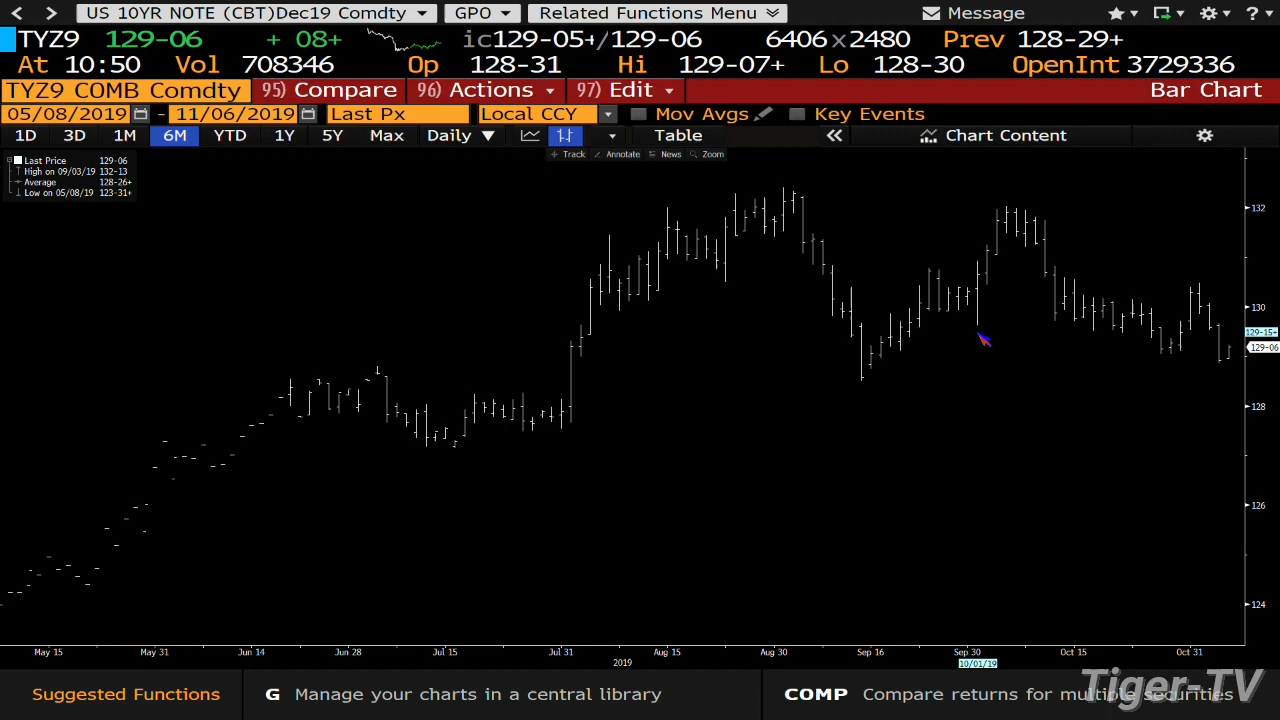 US 10YR NOTE (CBT)Dec19 Comdty GPO Related Functions Menu Message ?
TYZ9 129-06 + 08+ ic129-05+/129-06 6406x2480 Prev 128-29+
At 10:50 Vol 708346 Op 128-31 Hi 129-07+ Lo 128-30 OpenInt 3729336
TYZ9 COMB Comdty 95) Compare 96) Actions 97) Edit Bar Chart
05/08/2019 - 11/06/2019 Last Px Local CCY Mov Avgs Key Events
1D 3D 1M 6M YTD 1Y 5Y Max Daily Table Chart Content
Track Annotate News Zoom
Last Price 129-06
High on 09/03/19 132-13
Average 128-26+
Low on 05/08/19 123-31+
132
130
129-15+
129-06
128
126
124
May 15 May 31 Jun 14 Jun 28 Jul 15 Jul 31 Aug 15 Aug 30 Sep 16 Sep 30 Oct 15 Oct 31
2019 10/01/19
Suggested Functions G Manage your charts in a central library COMP Compare returns for multiple securities
Tiger-TV